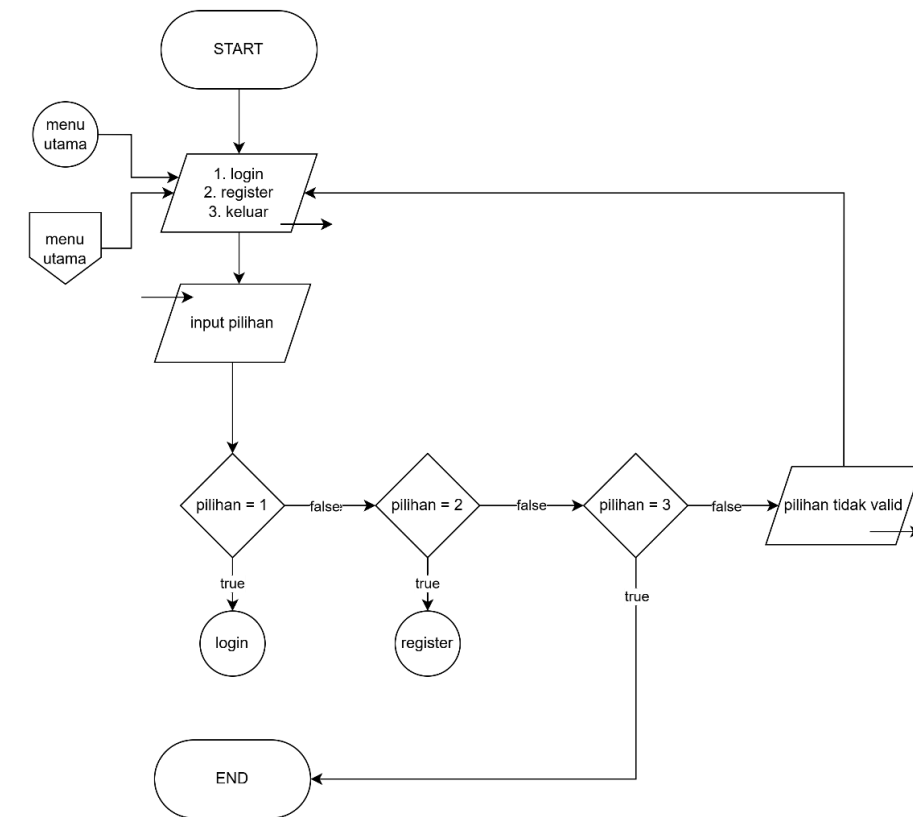 START
menu
utama
1. login
2. register
3. keluar
menu
utama
input pilihan
pilihan = 1
false
pilihan = 2
false
pilihan = 3
false
pilihan tidak valid
true
true
true
login
register
END